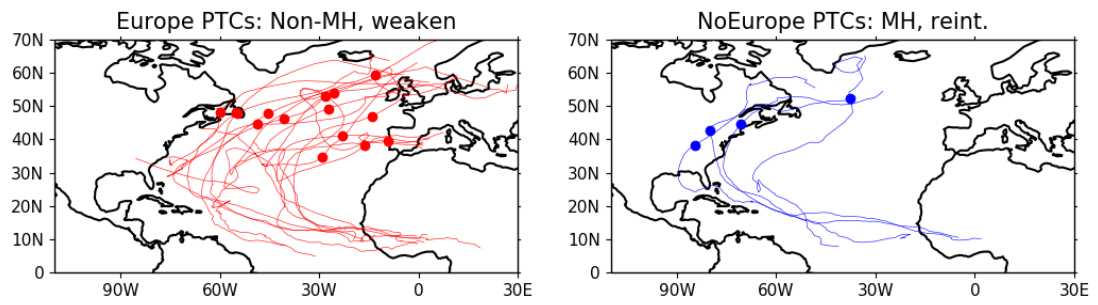 Europe PTCs: Non-MH, weaken
70N
60N
50N
40N
30N
20N
10N
0
90W 60W 30W 0 30E
NoEurope PTCs: MH, reint.
70N
60N
50N
40N
30N
20N
10N
0
90W 60W 30W 0 30E